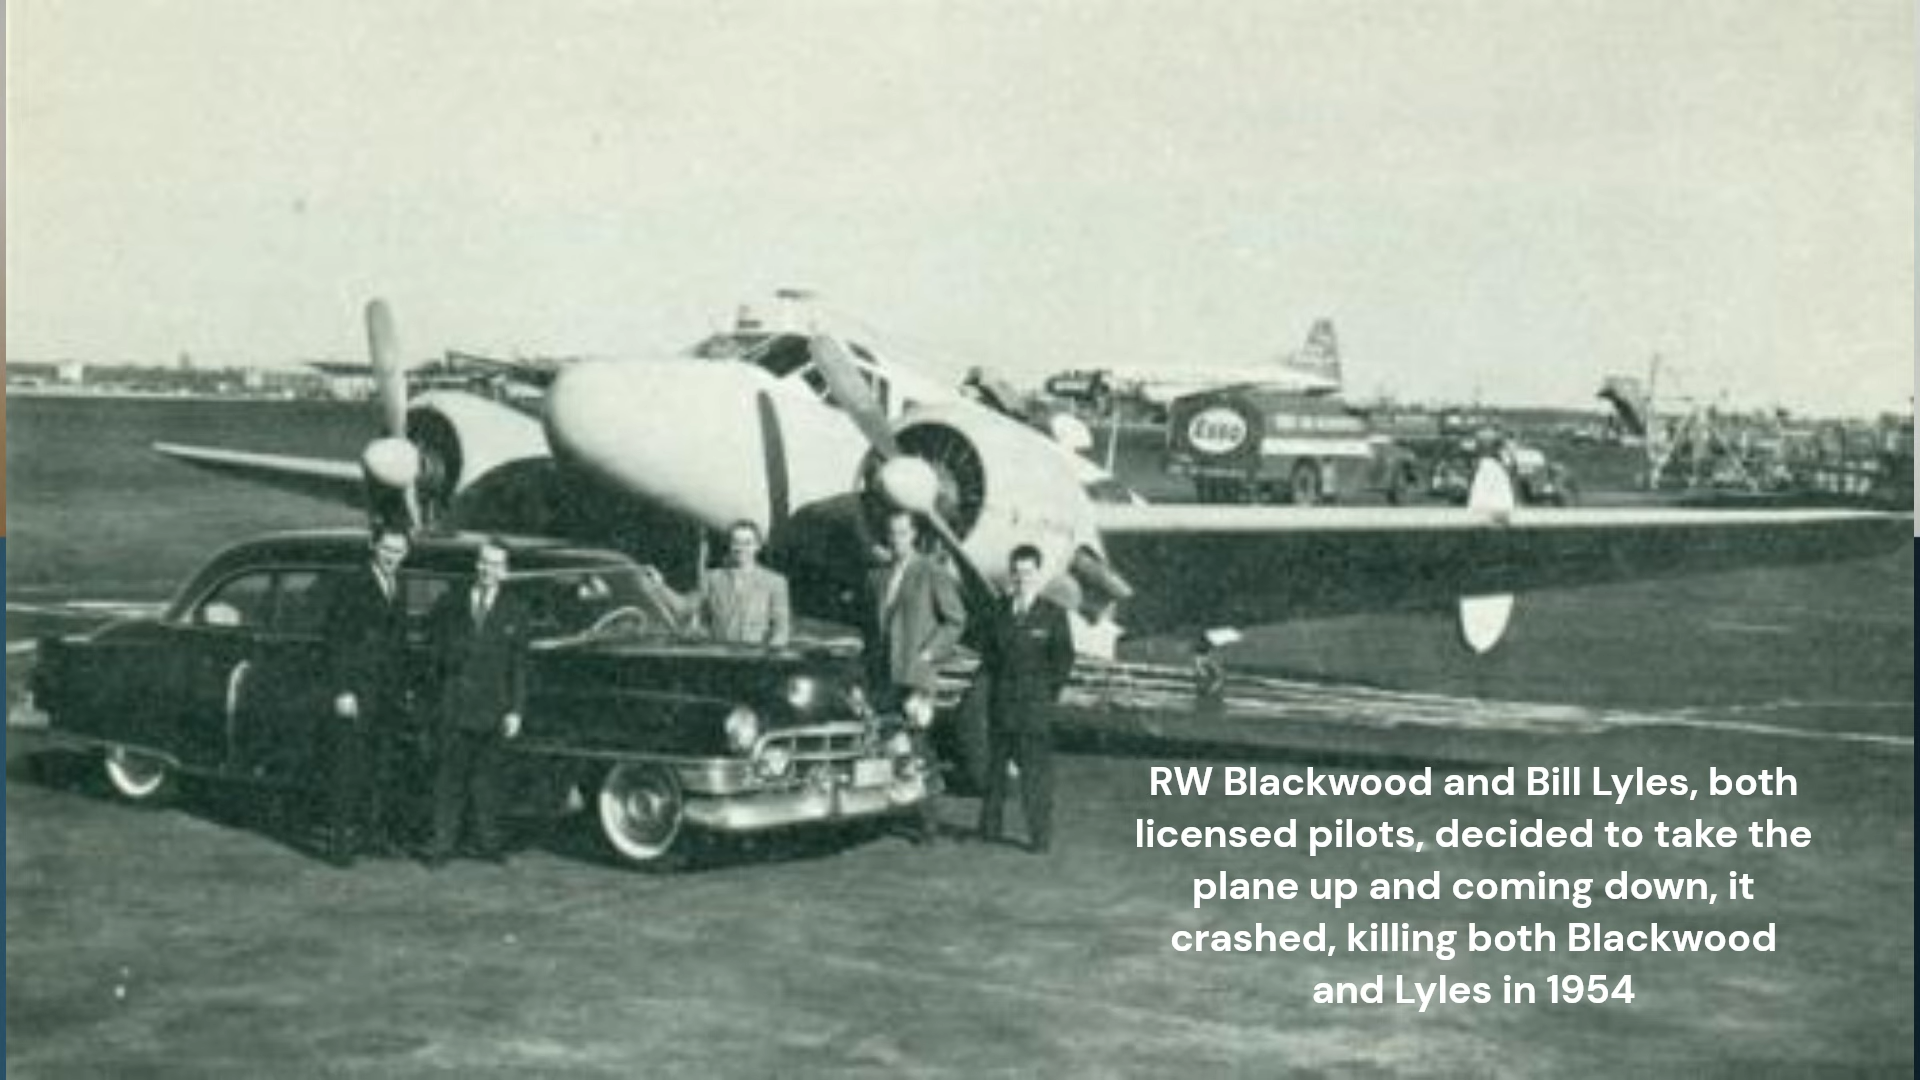 Esso
RW Blackwood and Bill Lyles, both
licensed pilots, decided to take the
plane up and coming down, it
crashed, killing both Blackwood
and Lyles in 1954